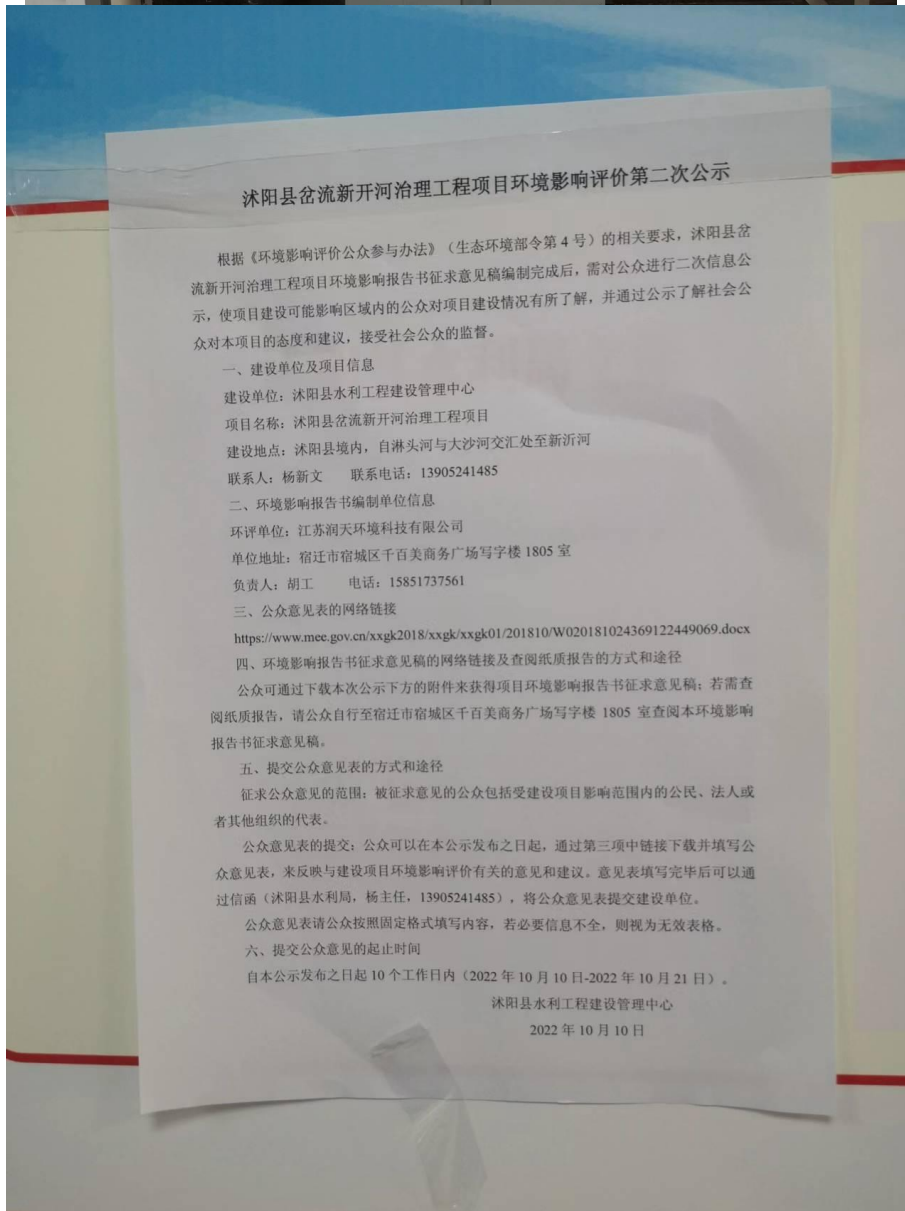 沭阳县岔流新开河治理工程项目环境影响评价第二次公示
根据《环境影响评价公众参与办法》（生态环境部令第 4 号）的相关要求，沭阳县岔
流新开河治理工程项目环境影响报告书征求意见稿编制完成后，需对公众进行二次信息公
示，使项目建设可能影响区域内的公众对项目建设情况有所了解，并通过公示了解社会公
众对本项目的态度和建议，接受社会公众的监督。
一、建设单位及项目信息
建设单位：沭阳县水利工程建设管理中心
项目名称：沭阳县岔流新开河治理工程项目
建设地点：沭阳县境内，自淋头河与大沙河交汇处至新沂河
联系人：杨新文 联系电话：13905241485
二、环境影响报告书编制单位信息
环评单位：江苏润天环境科技有限公司
单位地址：宿迁市宿城区千百美商务广场写字楼 1805 室
负责人：胡工 电话：15851737561
三、公众意见表的网络链接
https://www.mee.gov.cn/xxgk2018/xxgk/xxgk01/201810/W020181024369122449069.docx
四、环境影响报告书征求意见稿的网络链接及查阅纸质报告的方式和途径
公众可通过下载本次公示下方的附件来获得项目环境影响报告书征求意见稿；若需查
阅纸质报告，请公众自行至宿迁市宿城区千百美商务广场写字楼 1805 室查阅本环境影响
报告书征求意见稿。
五、提交公众意见表的方式和途径
征求公众意见的范围：被征求意见的公众包括受建设项目影响范围内的公民、法人或
者其他组织的代表。
公众意见表的提交：公众可以在本公示发布之日起，通过第三项中链接下载并填写公
众意见表，来反映与建设项目环境影响评价有关的意见和建议。意见表填写完毕后可以通
过信函（沭阳县水利局，杨主任，13905241485），将公众意见表提交建设单位。
公众意见表请公众按照固定格式填写内容，若必要信息不全，则视为无效表格。
六、提交公众意见的起止时间
自本公示发布之日起 10 个工作日内（2022 年 10 月 10 日-2022 年 10 月 21 日）。
沭阳县水利工程建设管理中心
2022 年 10 月 10 日